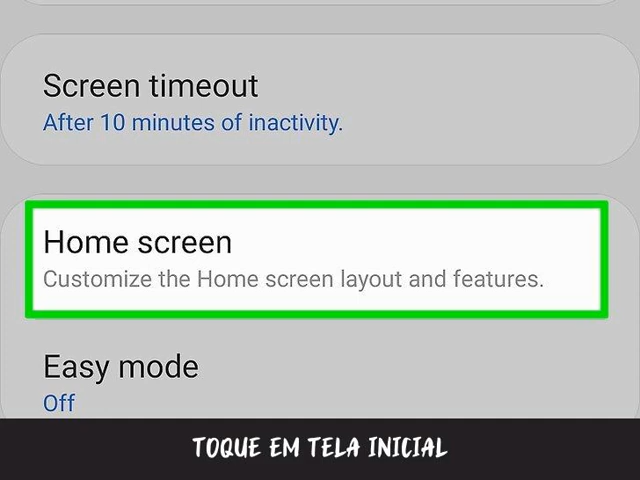 Screen timeout
After 10 minutes of inactivity.
Home screen
Customize the Home screen layout and features.
Easy mode
Off
TOQUE EM TELA INICIAL